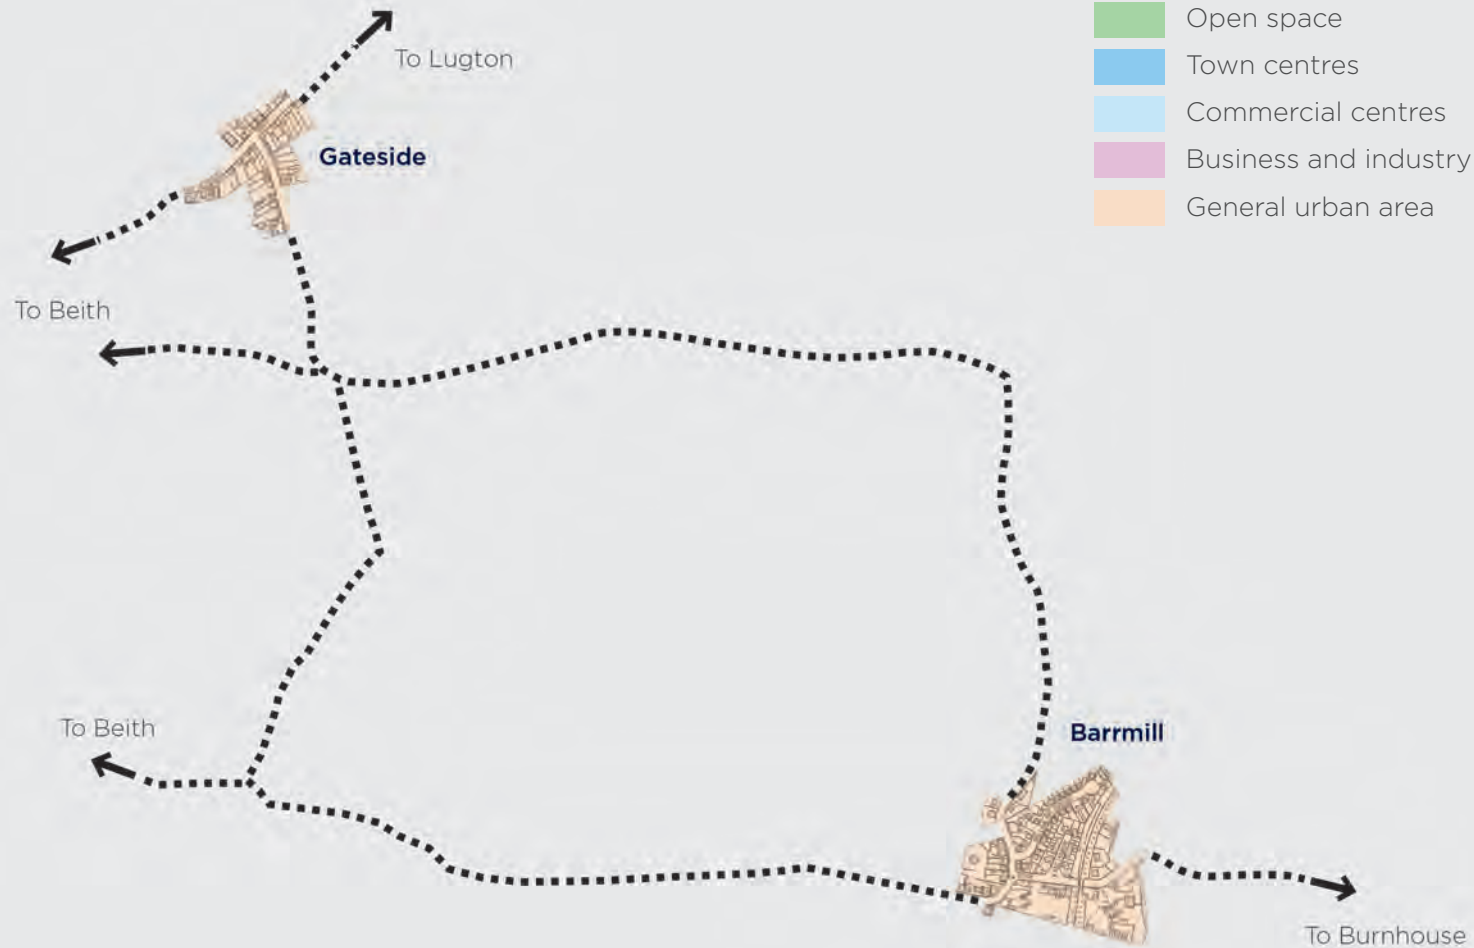 To Lugton
Gateside
To Beith
To Beith
Barrmill
To Burnhouse
Open space
Town centres
Commercial centres
Business and industry
General urban area